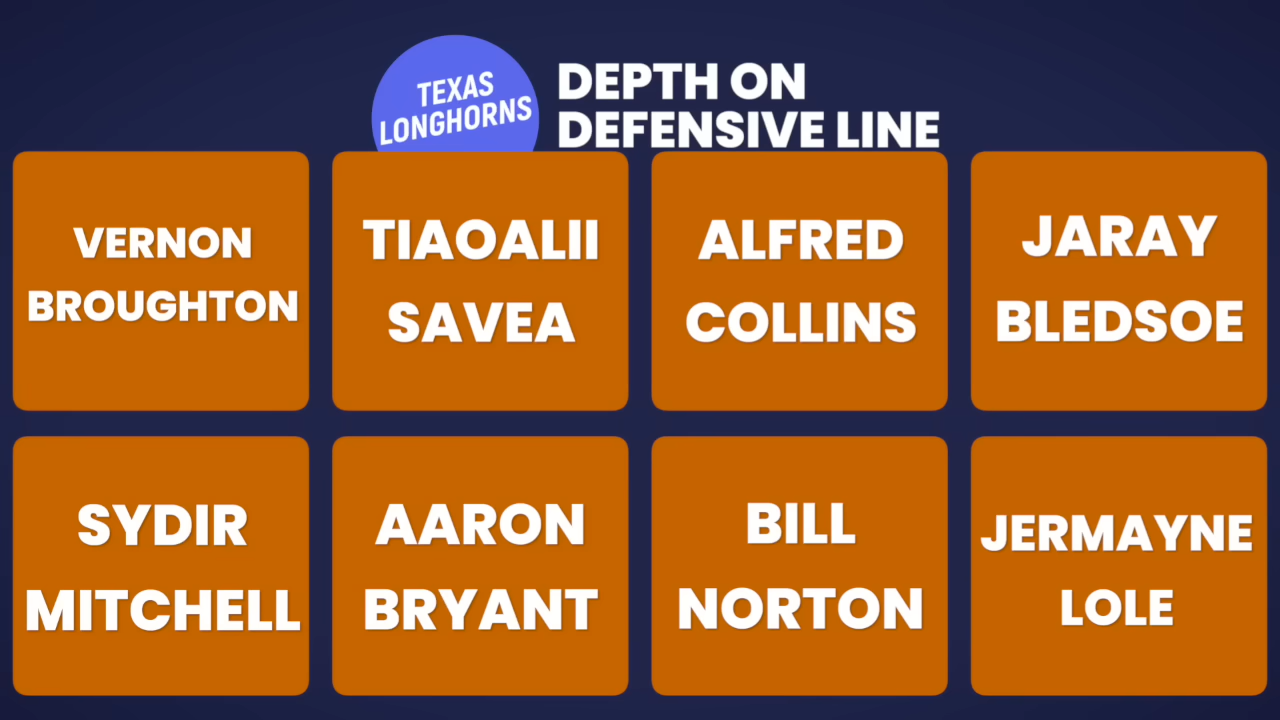 TEXAS
LONGHORNS
DEPTH ON
DEFENSIVE LINE
VERNON
BROUGHTON
TIAOALII
SAVEA
ALFRED
COLLINS
JARAY
BLEDSOE
SYDIR
MITCHELL
AARON
BRYANT
BILL
NORTON
JERMAYNE
LOLE